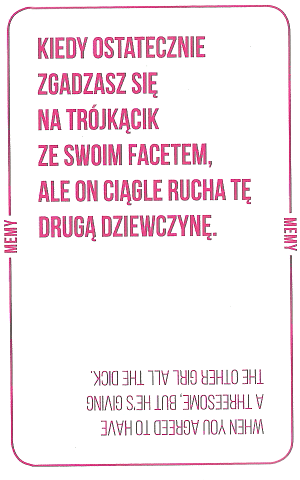 KIEDY OSTATECZNIE
ZGADZASZ SIĘ
NA TRÓJKĄCIK
ZE SWOIM FACETEM,
ALE ON CIĄGLE RUCHA TĘ
DRUGĄ DZIEWCZYNĘ.
MEMY
MEMY
WHEN YOU AGREED TO HAVE
A THREESOME, BUT HE'S GIVING
THE OTHER GIRL ALL THE DICK.